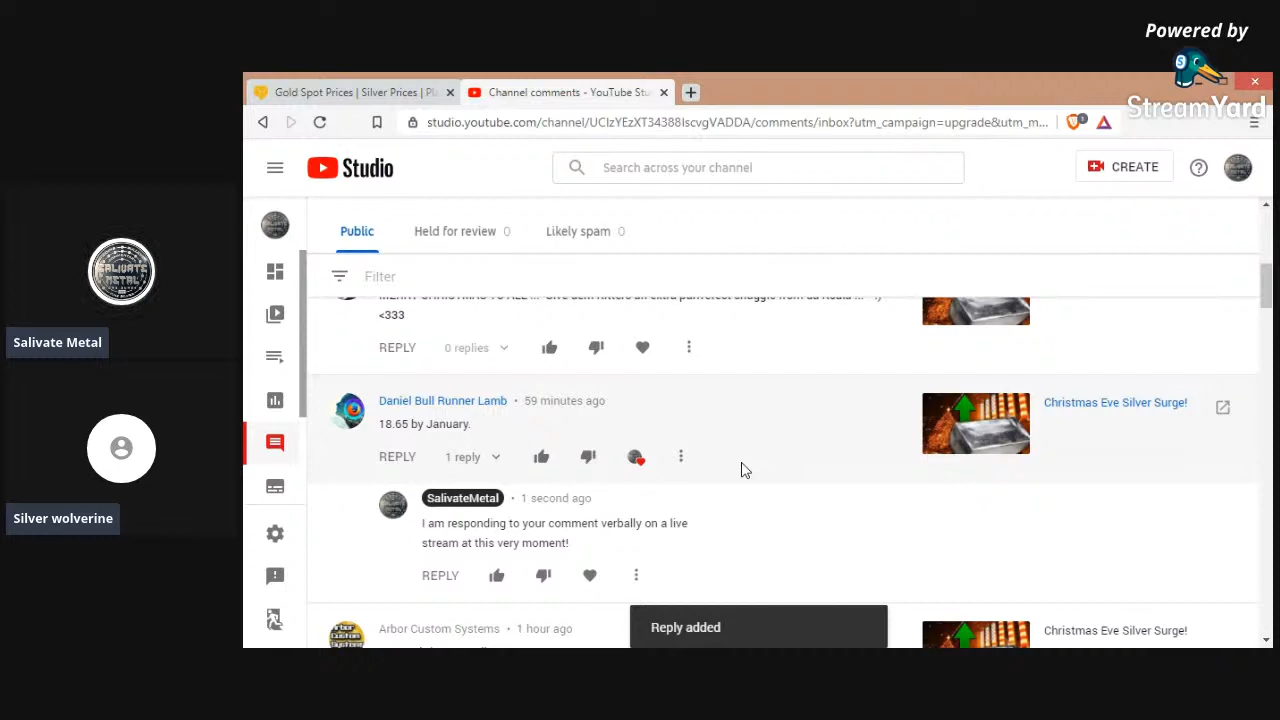 Powered by
StreamYard
Gold Spot Prices | Silver Prices | Pl
Channel comments - YouTube Stu
studio.youtube.com/channel/UCIzYEzXT34388IscvgVADDA/comments/inbox?utm_campaign=upgrade&utm_m...
Studio
Search across your channel
CREATE
Public
Held for review 0
Likely spam 0
Filter
<333
REPLY 0 replies
Daniel Bull Runner Lamb • 59 minutes ago
18.65 by January.
REPLY 1 reply
Christmas Eve Silver Surge!
SalivateMetal • 1 second ago
I am responding to your comment verbally on a live
stream at this very moment!
REPLY
Arbor Custom Systems • 1 hour ago
Christmas Eve Silver Surge!
Reply added
SALIVATE
METAL
Salivate Metal
Silver wolverine